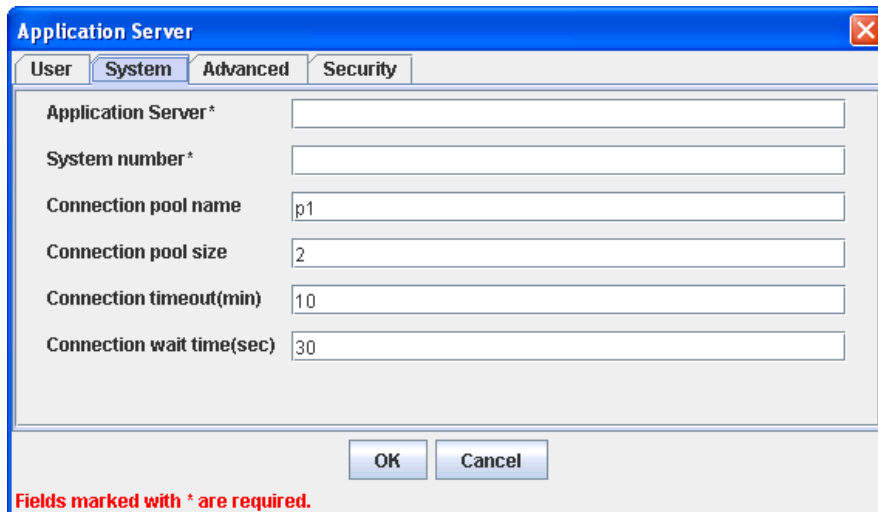 Application Server
User System Advanced Security
Application Server*
System number*
Connection pool name p1
Connection pool size 2
Connection timeout(min) 10
Connection wait time(sec) 30
OK Cancel
Fields marked with * are required.